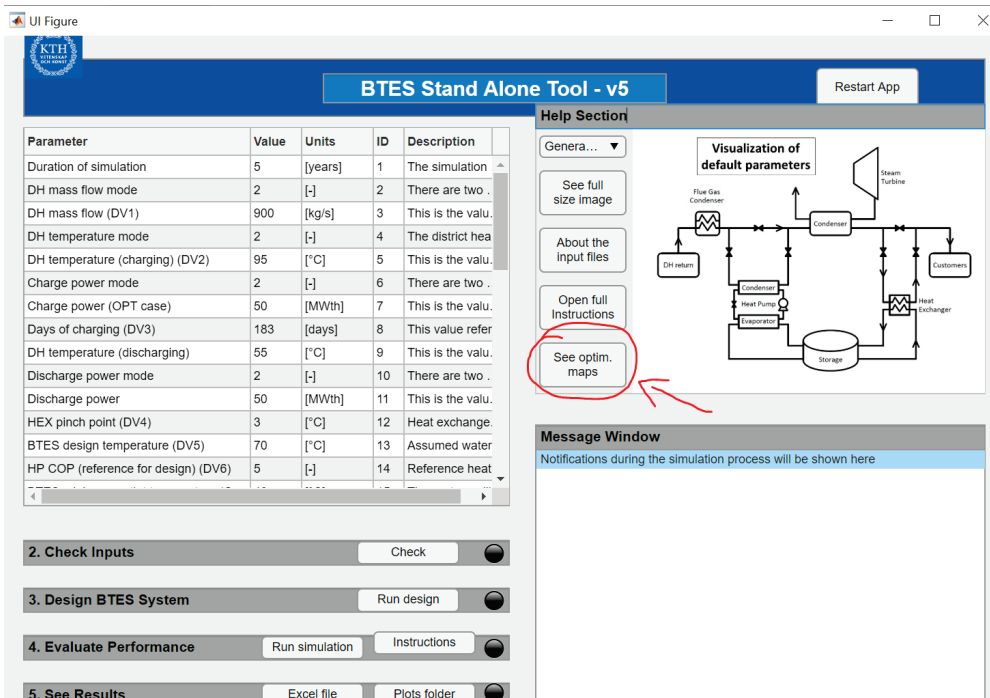 UI Figure
KTH
VETENSKAP
OCH KONST
BTES Stand Alone Tool - v5
Restart App
Help Section
Parameter Value Units ID Description
Duration of simulation 5 [years] 1 The simulation
DH mass flow mode 2 [-] 2 There are two .
DH mass flow (DV1) 900 [kg/s] 3 This is the valu.
DH temperature mode 2 [-] 4 The district hea
DH temperature (charging) (DV2) 95 [°C] 5 This is the valu.
Charge power mode 2 [-] 6 There are two .
Charge power (OPT case) 50 [MWth] 7 This is the valu.
Days of charging (DV3) 183 [days] 8 This value refer
DH temperature (discharging) 55 [°C] 9 This is the valu.
Discharge power mode 2 [-] 10 There are two .
Discharge power 50 [MWth] 11 This is the valu.
HEX pinch point (DV4) 3 [°C] 12 Heat exchange.
BTES design temperature (DV5) 70 [°C] 13 Assumed water
HP COP (reference for design) (DV6) 5 [-] 14 Reference heat
Genera... ▼
See full
size image
About the
input files
Open full
Instructions
See optim.
maps
Visualization of
default parameters
Steam
Turbine
Flue Gas
Condenser
Condenser
DH return
Customers
Condenser
Heat Pump
Evaporator
Heat
Exchanger
Storage
Message Window
Notifications during the simulation process will be shown here
2. Check Inputs Check
3. Design BTES System Run design
4. Evaluate Performance Run simulation Instructions
5. See Results Excel file Plots folder